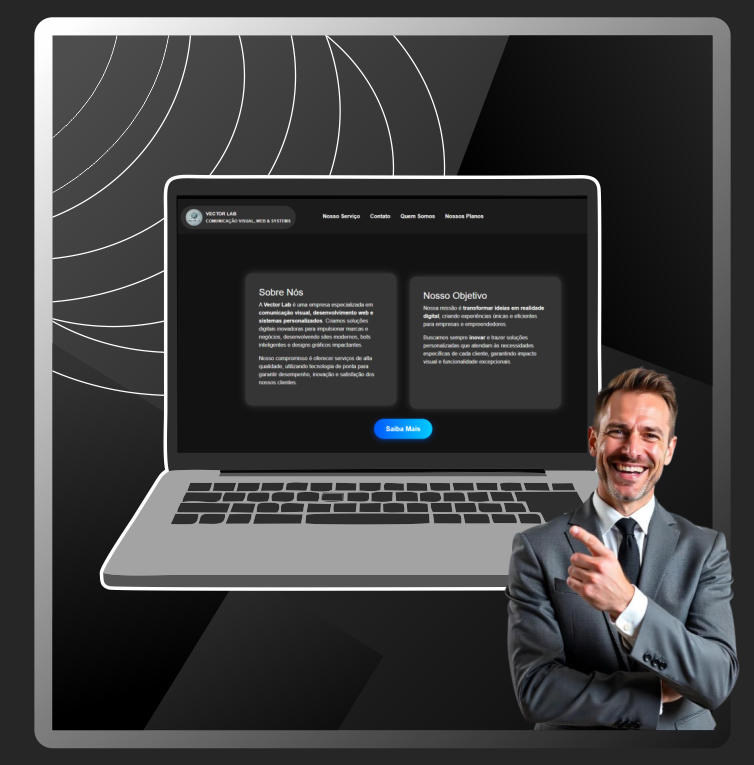 VECTOR LAB
COMUNICAÇÃO VISUAL, WEB & SYSTEMS
Nosso Serviço Contato Quem Somos Nossos Planos
Sobre Nós
A Vector Lab é uma empresa especializada em
comunicação visual, desenvolvimento web e
sistemas personalizados. Criamos soluções
digitais inovadoras para impulsionar marcas e
negócios, desenvolvendo sites modernos, bots
inteligentes e designs gráficos impactantes.
Nosso compromisso é oferecer serviços de alta
qualidade, utilizando tecnologia de ponta para
garantir desempenho, inovação e satisfação dos
nossos clientes.
Nosso Objetivo
Nossa missão é transformar ideias em realidade
digital, criando experiências únicas e eficientes
para empresas e empreendedores.
Buscamos sempre inovar e trazer soluções
personalizadas que atendam às necessidades
específicas de cada cliente, garantindo impacto
visual e funcionalidade excepcionais.
Saiba Mais